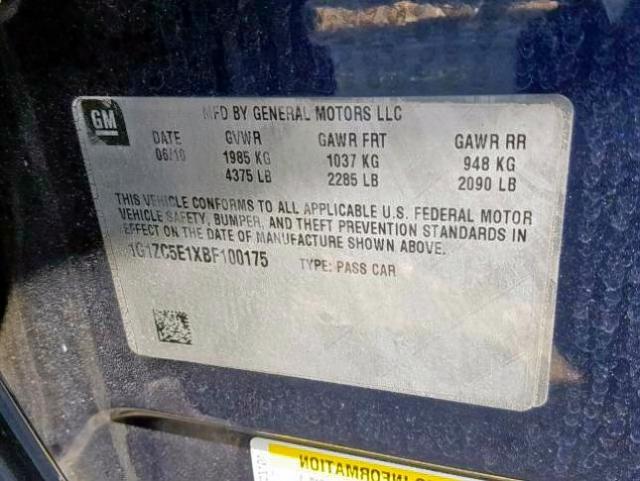 GM
MFD BY GENERAL MOTORS LLC
DATE GVWR GAWR FRT GAWR RR
06/10 1985 KG 1037 KG 948 KG
4375 LB 2285 LB 2090 LB
THIS VEHICLE CONFORMS TO ALL APPLICABLE U.S. FEDERAL MOTOR
VEHICLE SAFETY, BUMPER, AND THEFT PREVENTION STANDARDS IN
EFFECT ON THE DATE OF MANUFACTURE SHOWN ABOVE.
1G1ZC5E1XBF100175 TYPE: PASS CAR
INFORMATION